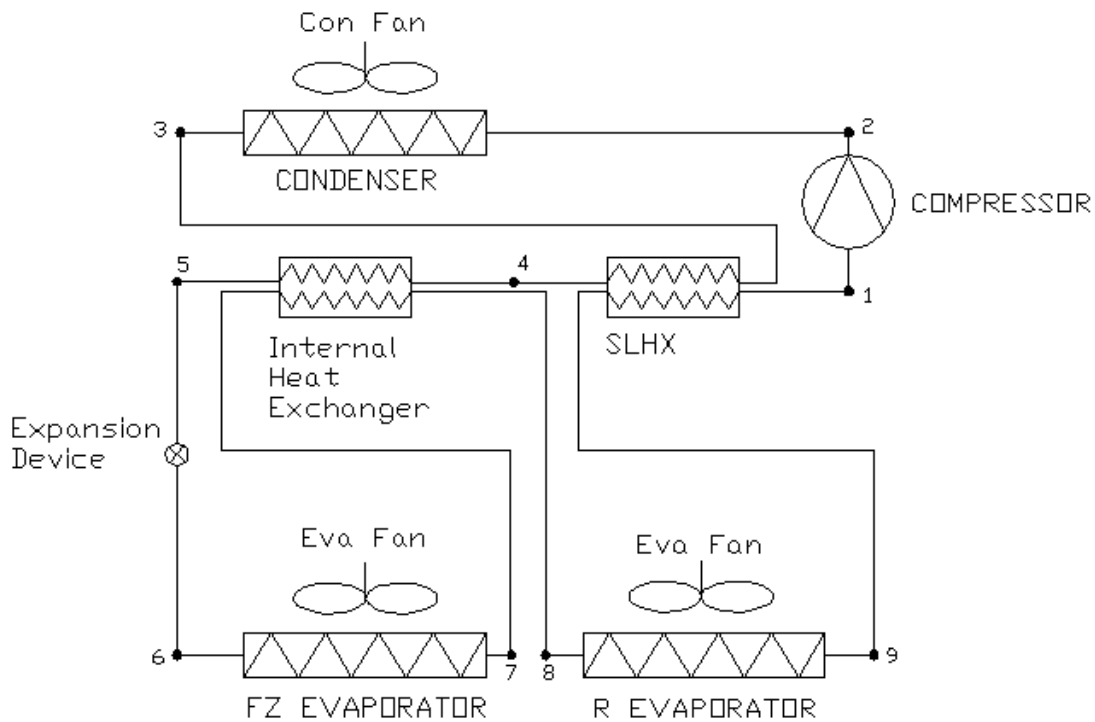 Con Fan
3
2
CONDENSER
COMPRESSOR
5
4
1
Internal
Heat
Exchanger
SLHX
Expansion
Device
Eva Fan
Eva Fan
6
7
8
9
FZ EVAPORATOR
R EVAPORATOR